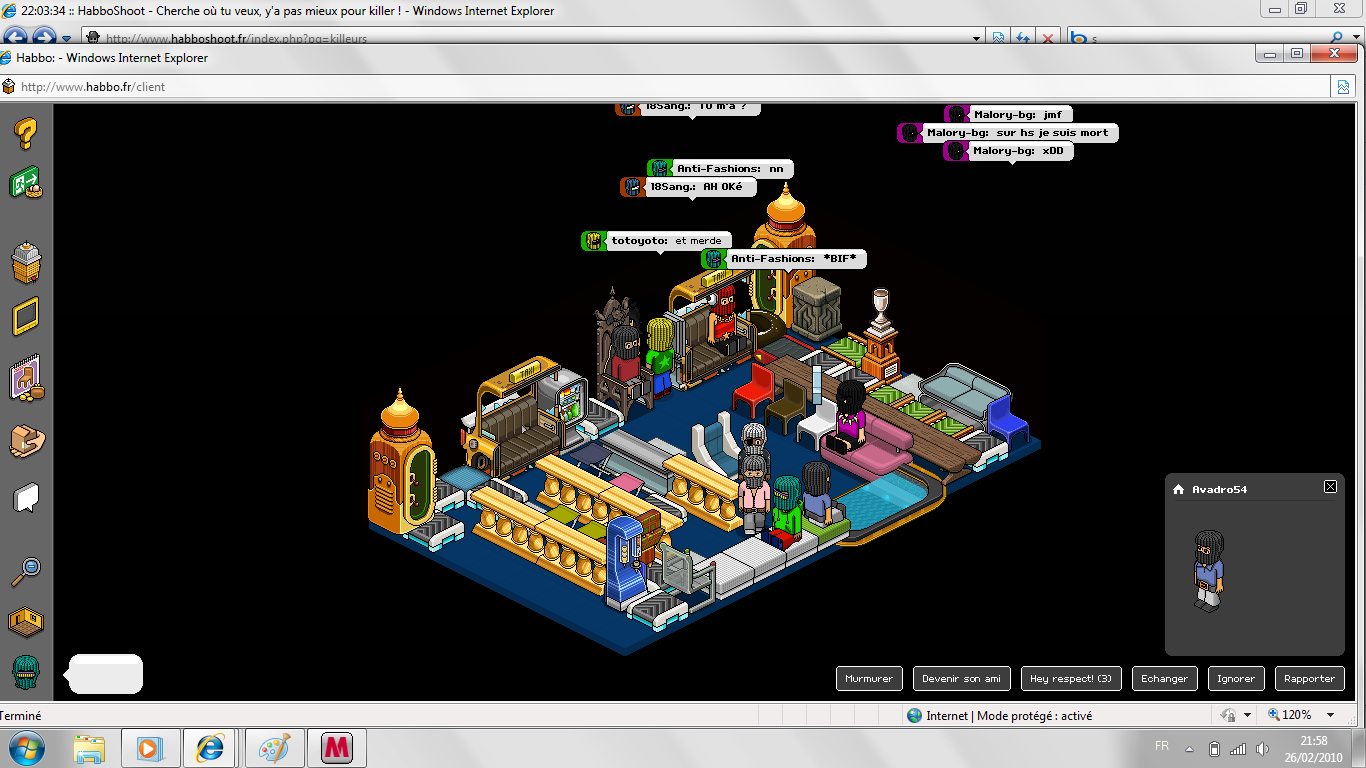 22:03:34 :: HabboShoot - Cherche où tu veux, y'a pas mieux pour killer ! - Windows Internet Explorer
http://www.habboshoot.fr/index.php?pg=killeurs
s
Habbo: - Windows Internet Explorer
http://www.habbo.fr/client
18Sang.: TU m'a ?
Malory-bg: jmf
Malory-bg: sur hs je suis mort
Malory-bg: xDD
Anti-Fashions: nn
18Sang.: AH OKé
totoyoto: et merde
Anti-Fashions: *BIF*
TAXI
TAXI
Avadro54
Murmurer
Devenir son ami
Hey respect! (3)
Echanger
Ignorer
Rapporter
Terminé
Internet | Mode protégé : activé
120%
FR
21:58
26/02/2010